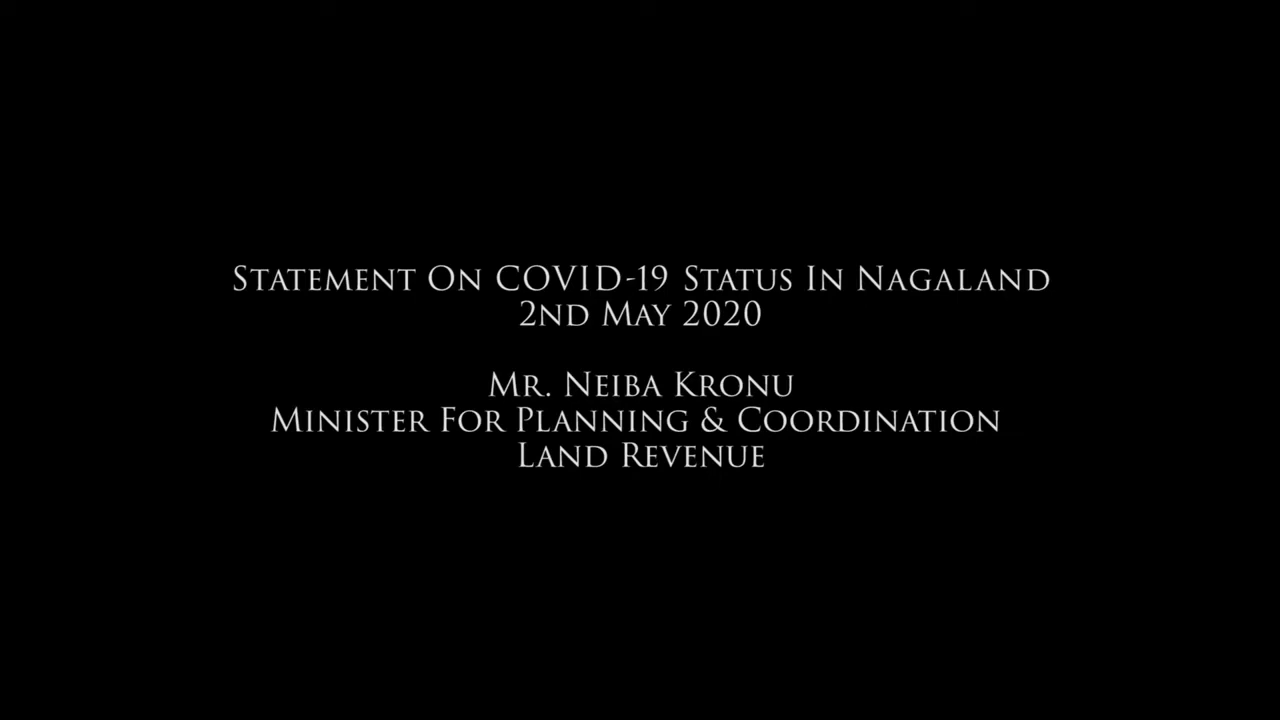 Statement On COVID-19 Status In Nagaland
2nd May 2020
Mr. Neiba Kronu
Minister For Planning & Coordination
Land Revenue